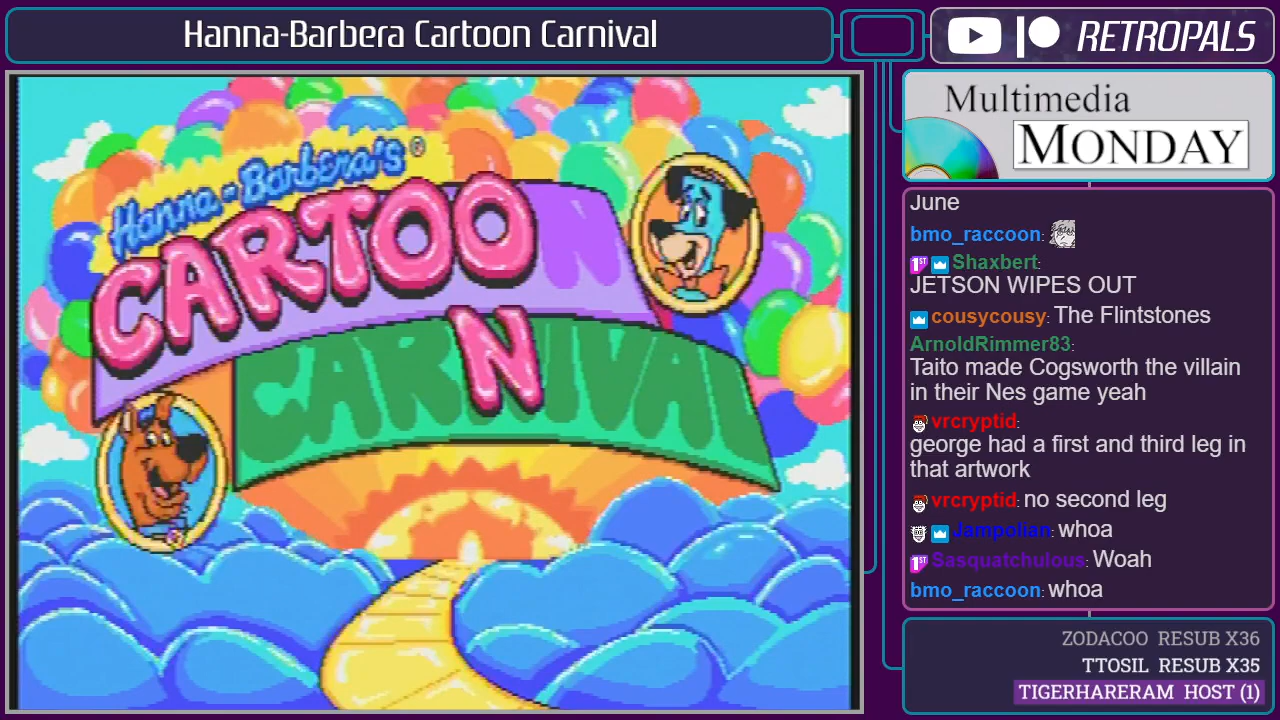 Hanna-Barbera Cartoon Carnival
RETROPALS
Multimedia
MONDAY
Hanna-Barbera's®
CARTOON
CARNIVAL
June
bmo_raccoon:
1ST Shaxbert:
JETSON WIPES OUT
cousycousy: The Flintstones
ArnoldRimmer83:
Taito made Cogsworth the villain
in their Nes game yeah
vrcryptid:
george had a first and third leg in
that artwork
vrcryptid: no second leg
Jampolian: whoa
1ST Sasquatchulous: Woah
bmo_raccoon: whoa
ZODACOO RESUB X36
TTOSIL RESUB X35
TIGERHARERAM HOST (1)